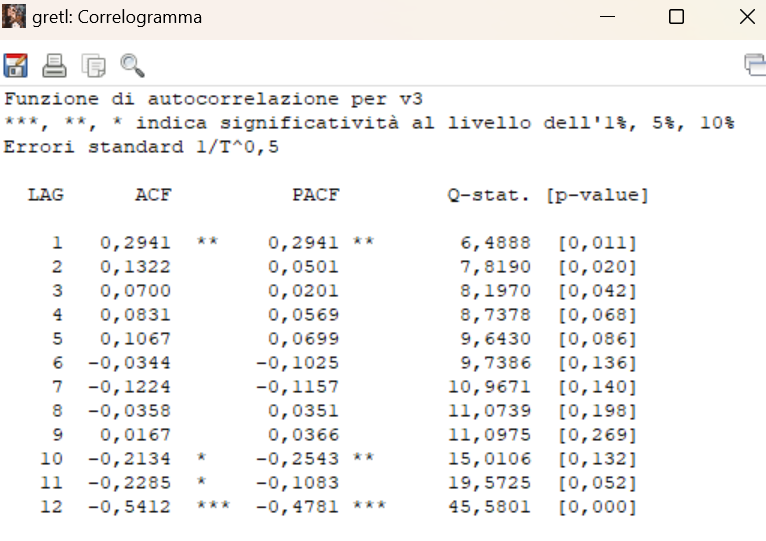 gretl: Correlogramma
Funzione di autocorrelazione per v3
***, **, * indica significatività al livello dell'1%, 5%, 10%
Errori standard 1/T^0,5
LAG ACF PACF Q-stat. [p-value]
1 0,2941 ** 0,2941 ** 6,4888 [0,011]
2 0,1322 0,0501 7,8190 [0,020]
3 0,0700 0,0201 8,1970 [0,042]
4 0,0831 0,0569 8,7378 [0,068]
5 0,1067 0,0699 9,6430 [0,086]
6 -0,0344 -0,1025 9,7386 [0,136]
7 -0,1224 -0,1157 10,9671 [0,140]
8 -0,0358 0,0351 11,0739 [0,198]
9 0,0167 0,0366 11,0975 [0,269]
10 -0,2134 * -0,2543 ** 15,0106 [0,132]
11 -0,2285 * -0,1083 19,5725 [0,052]
12 -0,5412 *** -0,4781 *** 45,5801 [0,000]